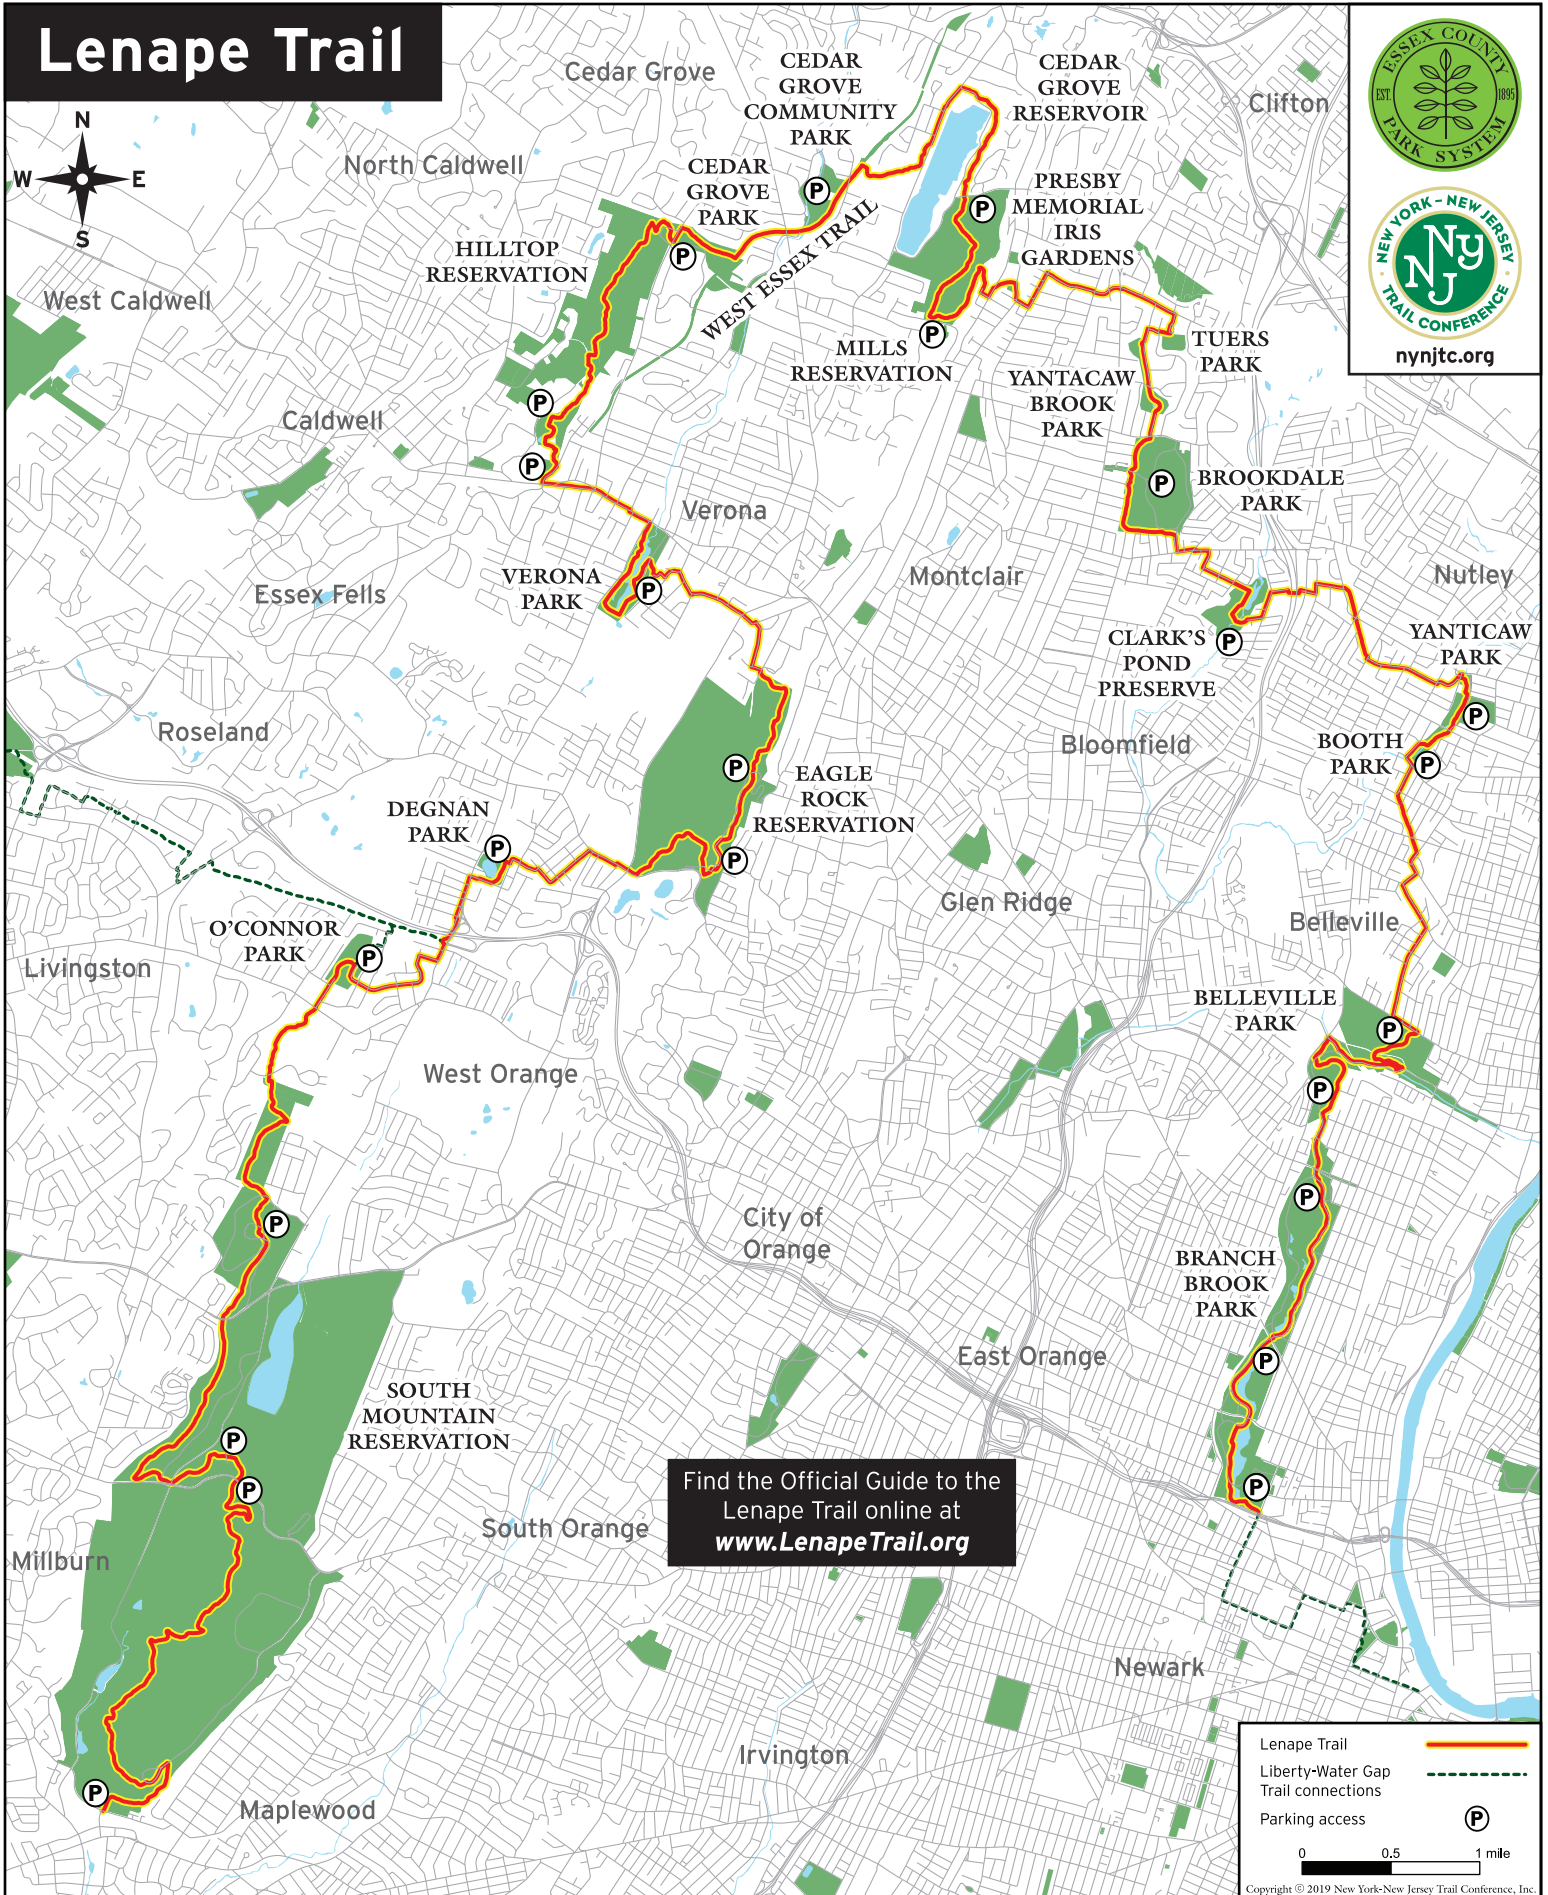 Lenape Trail
N
W
E
S
Cedar Grove
CEDAR
GROVE
COMMUNITY
PARK
CEDAR
GROVE
RESERVOIR
Clifton
ESSEX COUNTY
EST.
1895
PARK SYSTEM
North Caldwell
CEDAR
GROVE
PARK
P
P
PRESBY
MEMORIAL
IRIS
GARDENS
NEW YORK - NEW JERSEY
NY
NJ
TRAIL CONFERENCE
nynjtc.org
HILLTOP
RESERVATION
P
WEST ESSEX TRAIL
West Caldwell
P
MILLS
RESERVATION
TUERS
PARK
YANTACAW
BROOK
PARK
Caldwell
P
P
P
BROOKDALE
PARK
Verona
VERONA
PARK
P
Essex Fells
Montclair
Nutley
CLARK'S
POND
PRESERVE
P
YANTICAW
PARK
P
Roseland
Bloomfield
BOOTH
PARK
P
P
EAGLE
ROCK
RESERVATION
DEGNAN
PARK
P
P
Glen Ridge
Belleville
O'CONNOR
PARK
P
Livingston
BELLEVILLE
PARK
P
West Orange
P
P
P
City of
Orange
BRANCH
BROOK
PARK
East Orange
P
SOUTH
MOUNTAIN
RESERVATION
P
P
P
Find the Official Guide to the
Lenape Trail online at
www.LenapeTrail.org
South Orange
Millburn
Newark
Irvington
P
Maplewood
Lenape Trail
Liberty-Water Gap
Trail connections
Parking access
P
0 0.5 1 mile
Copyright © 2019 New York-New Jersey Trail Conference, Inc.